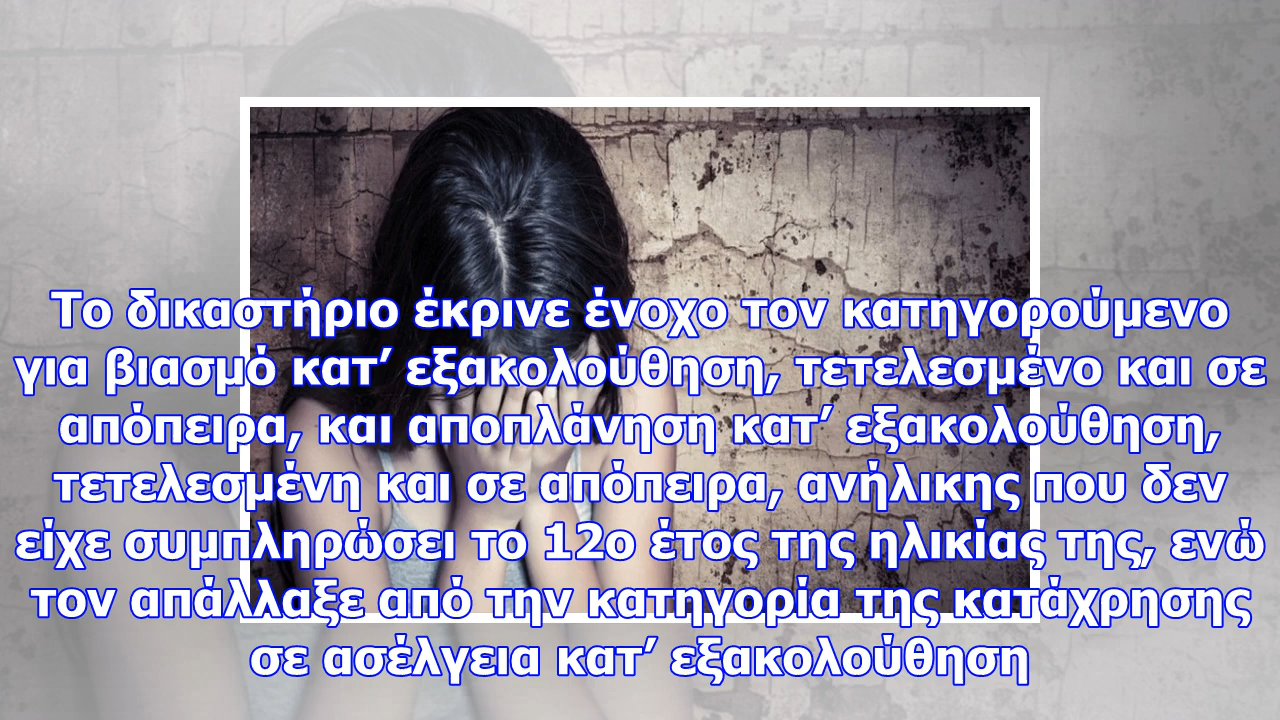 Το δικαστήριο έκρινε ένοχο τον κατηγορούμενο
για βιασμό κατ’ εξακολούθηση, τετελεσμένο και σε
απόπειρα, και αποπλάνηση κατ’ εξακολούθηση,
τετελεσμένη και σε απόπειρα, ανήλικης που δεν
είχε συμπληρώσει το 12ο έτος της ηλικίας της, ενώ
τον απάλλαξε από την κατηγορία της κατάχρησης
σε ασέλγεια κατ’ εξακολούθηση